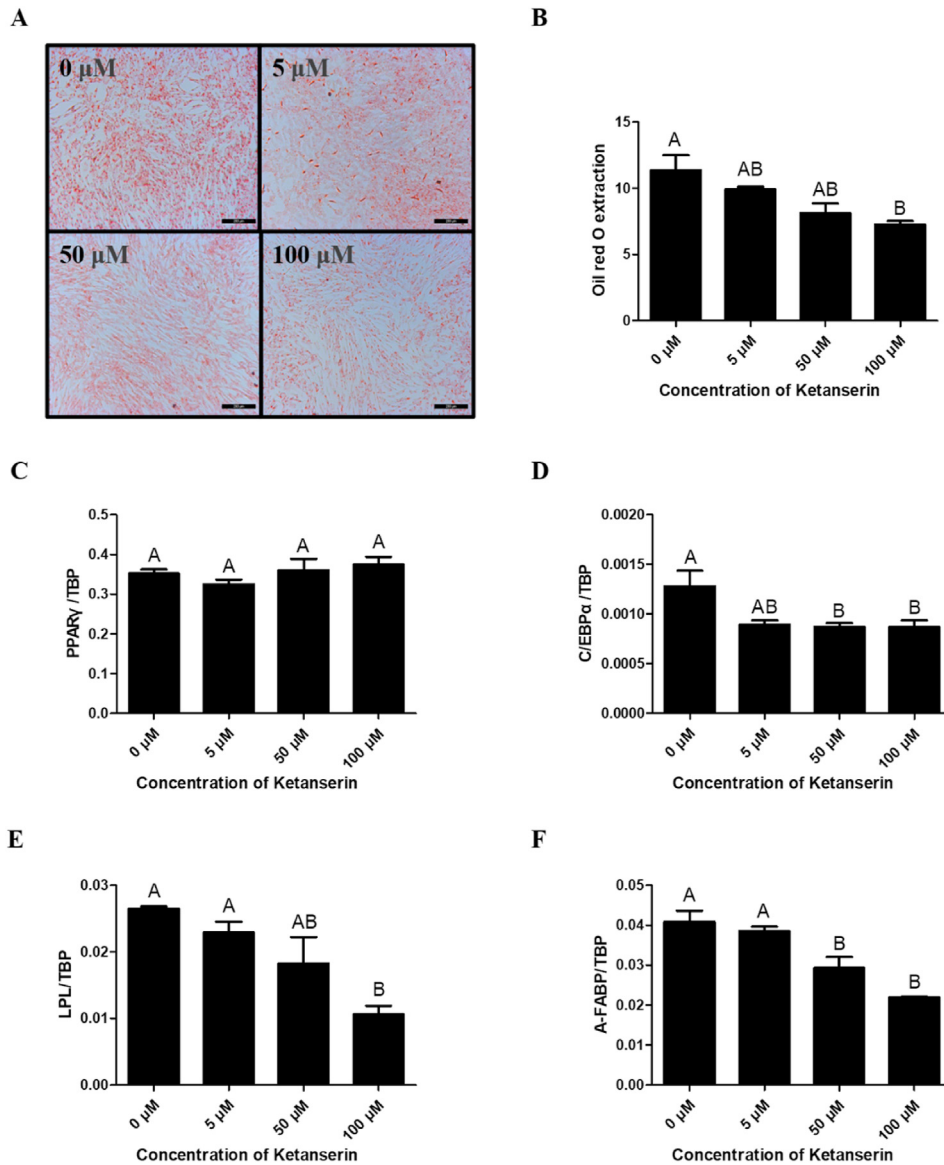 A
0 µM
5 µM
50 µM
100 µM
B
Oil red O extraction
15
10
5
0
A
AB
AB
B
0 µM
5 µM
50 µM
100 µM
Concentration of Ketanserin
C
PPARγ/TBP
0.5
0.4
0.3
0.2
0.1
0.0
A
A
A
A
0 µM
5 µM
50 µM
100 µM
Concentration of Ketanserin
D
C/EBPα/TBP
0.0020
0.0015
0.0010
0.0005
0.0000
A
AB
B
B
0 µM
5 µM
50 µM
100 µM
Concentration of Ketanserin
E
LPL/TBP
0.03
0.02
0.01
0.00
A
A
AB
B
0 µM
5 µM
50 µM
100 µM
Concentration of Ketanserin
F
A-FABP/TBP
0.05
0.04
0.03
0.02
0.01
0.00
A
A
B
B
0 µM
5 µM
50 µM
100 µM
Concentration of Ketanserin